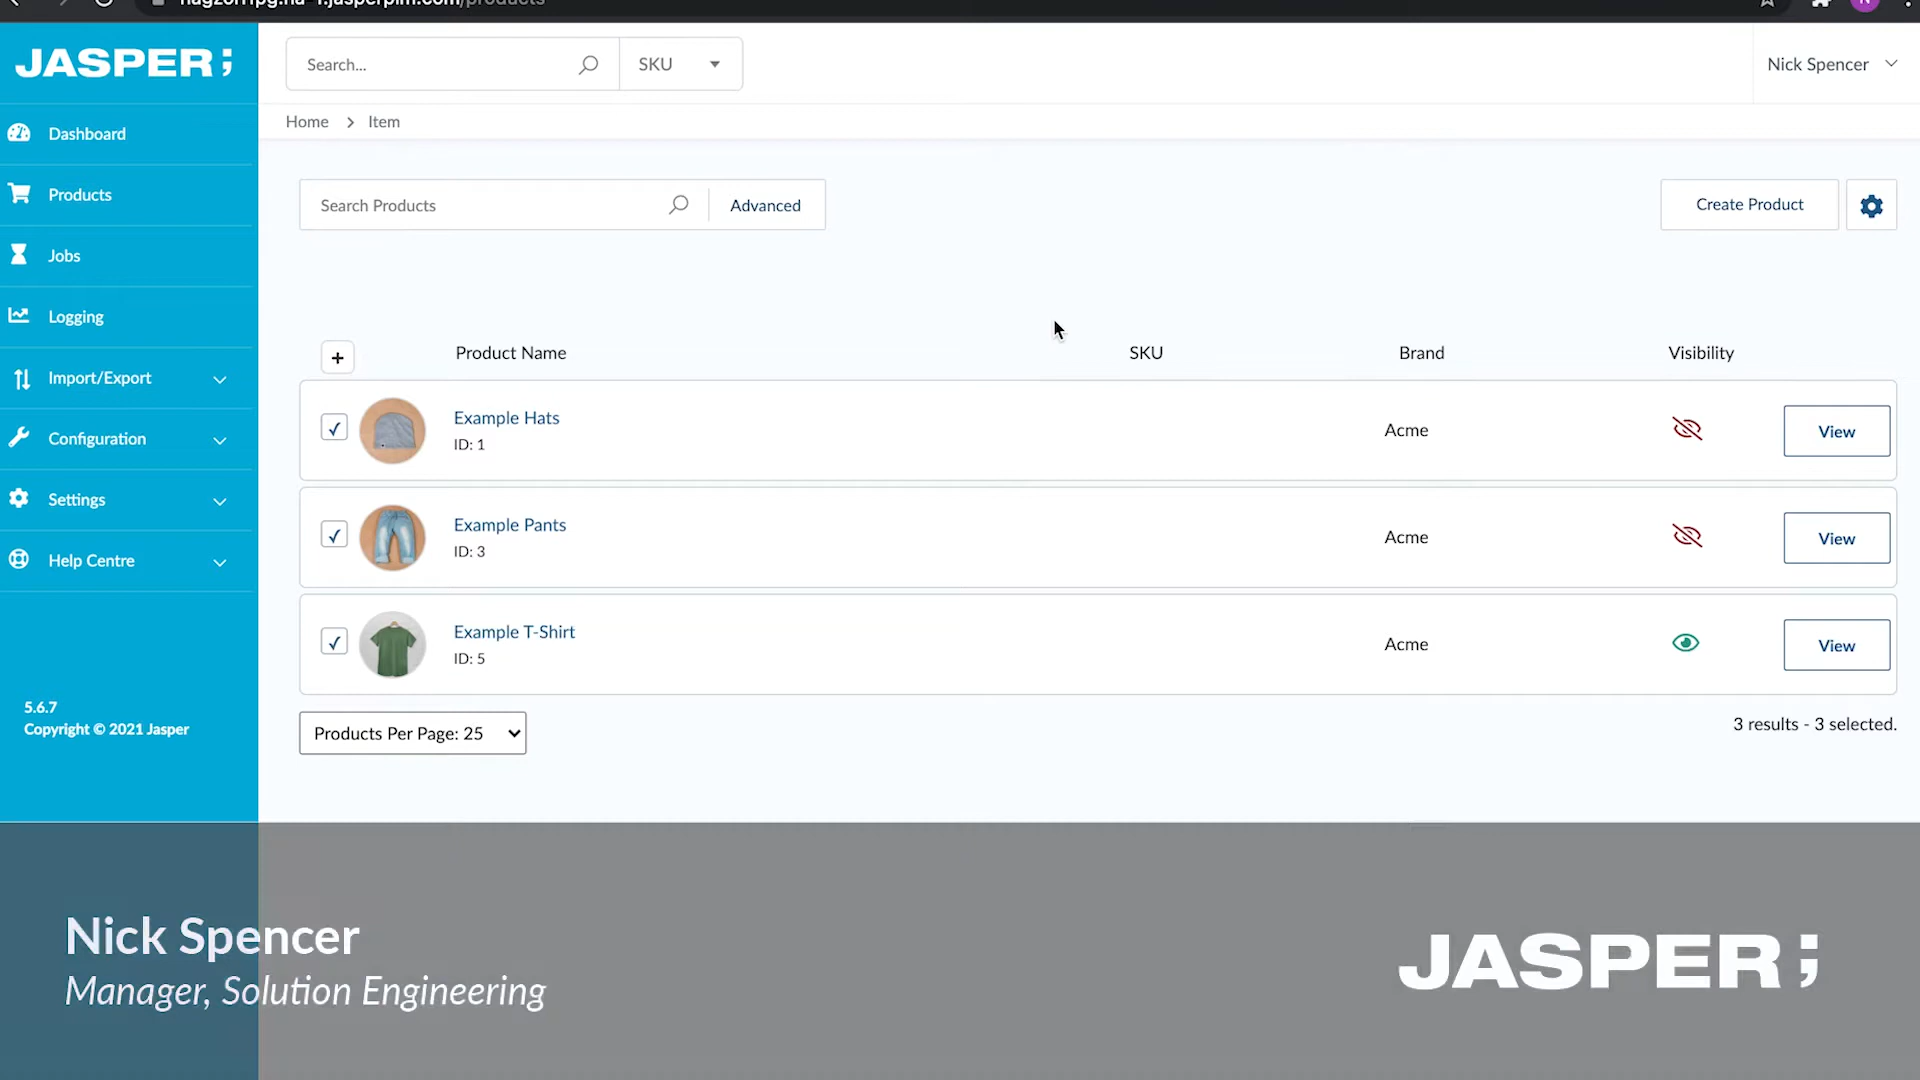 JASPER;
Search...
SKU
Nick Spencer
Home > Item
Dashboard
Products
Jobs
Logging
Import/Export
Configuration
Settings
Help Centre
5.6.7
Copyright © 2021 Jasper
Search Products
Advanced
Create Product
+
Product Name
SKU
Brand
Visibility
Example Hats
ID: 1
Acme
View
Example Pants
ID: 3
Acme
View
Example T-Shirt
ID: 5
Acme
View
Products Per Page: 25
3 results - 3 selected.
Nick Spencer
Manager, Solution Engineering
JASPER;